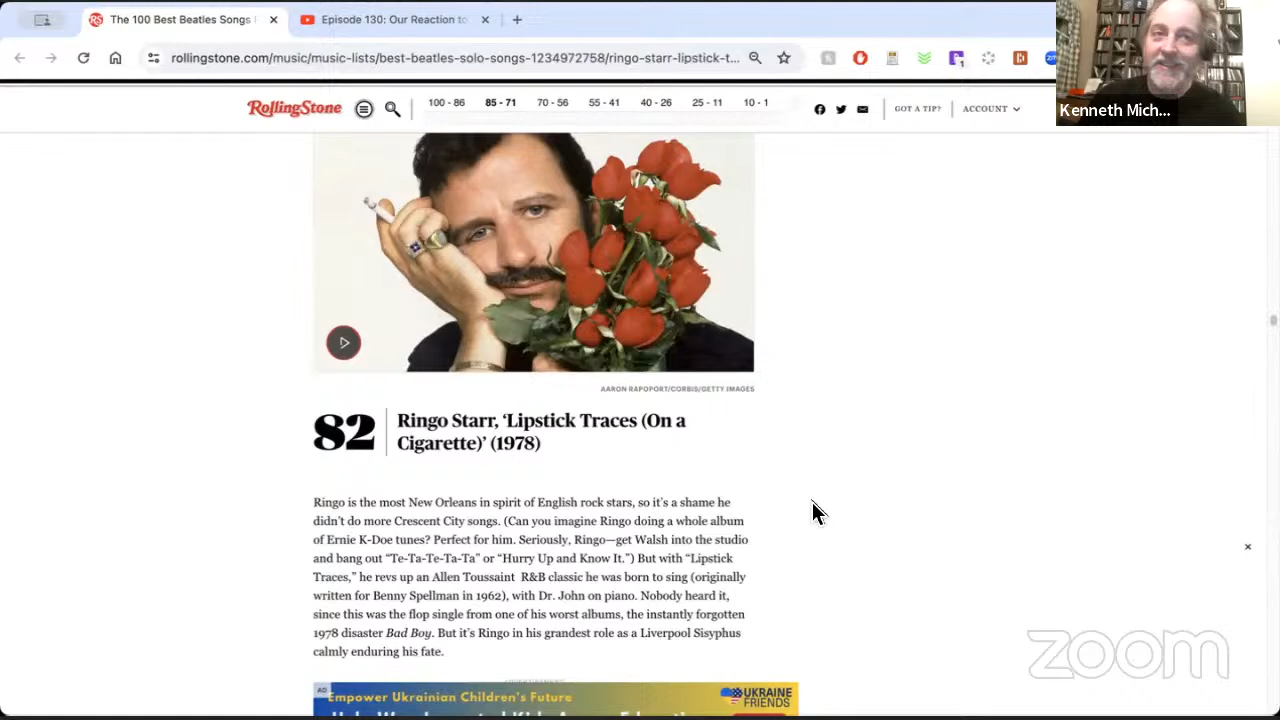 The 100 Best Beatles Songs
Episode 130: Our Reaction to
rollingstone.com/music/music-lists/best-beatles-solo-songs-1234972758/ringo-starr-lipstick-t...
Kenneth Mich...
RollingStone
100 - 86
85 - 71
70 - 56
55 - 41
40 - 26
25 - 11
10 - 1
GOT A TIP?
ACCOUNT
AARON RAPOPORT/CORBIS/GETTY IMAGES
82
Ringo Starr, ‘Lipstick Traces (On a
Cigarette)’ (1978)
Ringo is the most New Orleans in spirit of English rock stars, so it’s a shame he
didn’t do more Crescent City songs. (Can you imagine Ringo doing a whole album
of Ernie K-Doe tunes? Perfect for him. Seriously, Ringo—get Walsh into the studio
and bang out “Te-Ta-Te-Ta-Ta” or “Hurry Up and Know It.”) But with “Lipstick
Traces,” he revs up an Allen Toussaint R&B classic he was born to sing (originally
written for Benny Spellman in 1962), with Dr. John on piano. Nobody heard it,
since this was the flop single from one of his worst albums, the instantly forgotten
1978 disaster Bad Boy. But it’s Ringo in his grandest role as a Liverpool Sisyphus
calmly enduring his fate.
zoom
AD
Empower Ukrainian Children's Future
UKRAINE
FRIENDS